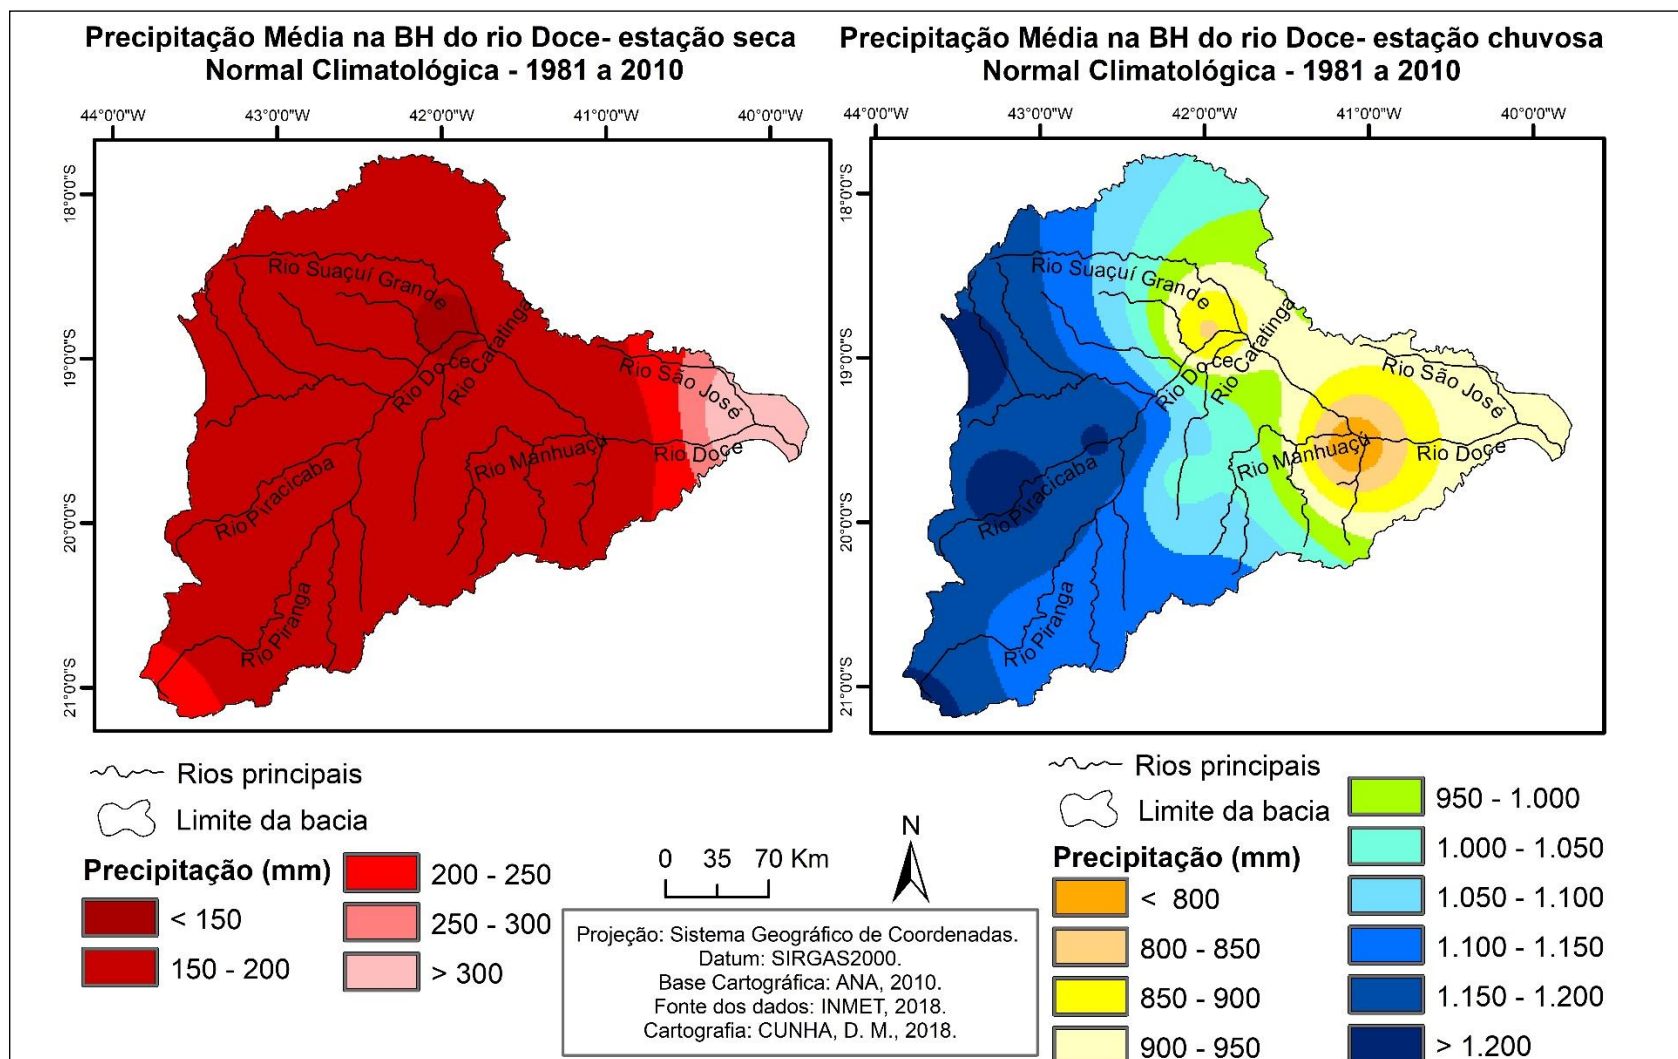 Precipitação Média na BH do rio Doce- estação seca
Normal Climatológica - 1981 a 2010
44°0'0"W 43°0'0"W 42°0'0"W 41°0'0"W 40°0'0"W
18°0'0"S
19°0'0"S
20°0'0"S
21°0'0"S
Rio Suaçuí Grande
Rio Caratinga
Rio Doce
Rio São José
Rio Manhuaçú
Rio Doce
Rio Piracicaba
Rio Piranga
Precipitação Média na BH do rio Doce- estação chuvosa
Normal Climatológica - 1981 a 2010
44°0'0"W 43°0'0"W 42°0'0"W 41°0'0"W 40°0'0"W
18°0'0"S
19°0'0"S
20°0'0"S
21°0'0"S
Rio Suaçuí Grande
Rio Caratinga
Rio Doce
Rio São José
Rio Manhuaçú
Rio Doce
Rio Piracicaba
Rio Piranga
Rios principais
Limite da bacia
Precipitação (mm)
< 150
150 - 200
200 - 250
250 - 300
> 300
0 35 70 Km
N
Projeção: Sistema Geográfico de Coordenadas.
Datum: SIRGAS2000.
Base Cartográfica: ANA, 2010.
Fonte dos dados: INMET, 2018.
Cartografia: CUNHA, D. M., 2018.
Rios principais
Limite da bacia
Precipitação (mm)
< 800
800 - 850
850 - 900
900 - 950
950 - 1.000
1.000 - 1.050
1.050 - 1.100
1.100 - 1.150
1.150 - 1.200
> 1.200